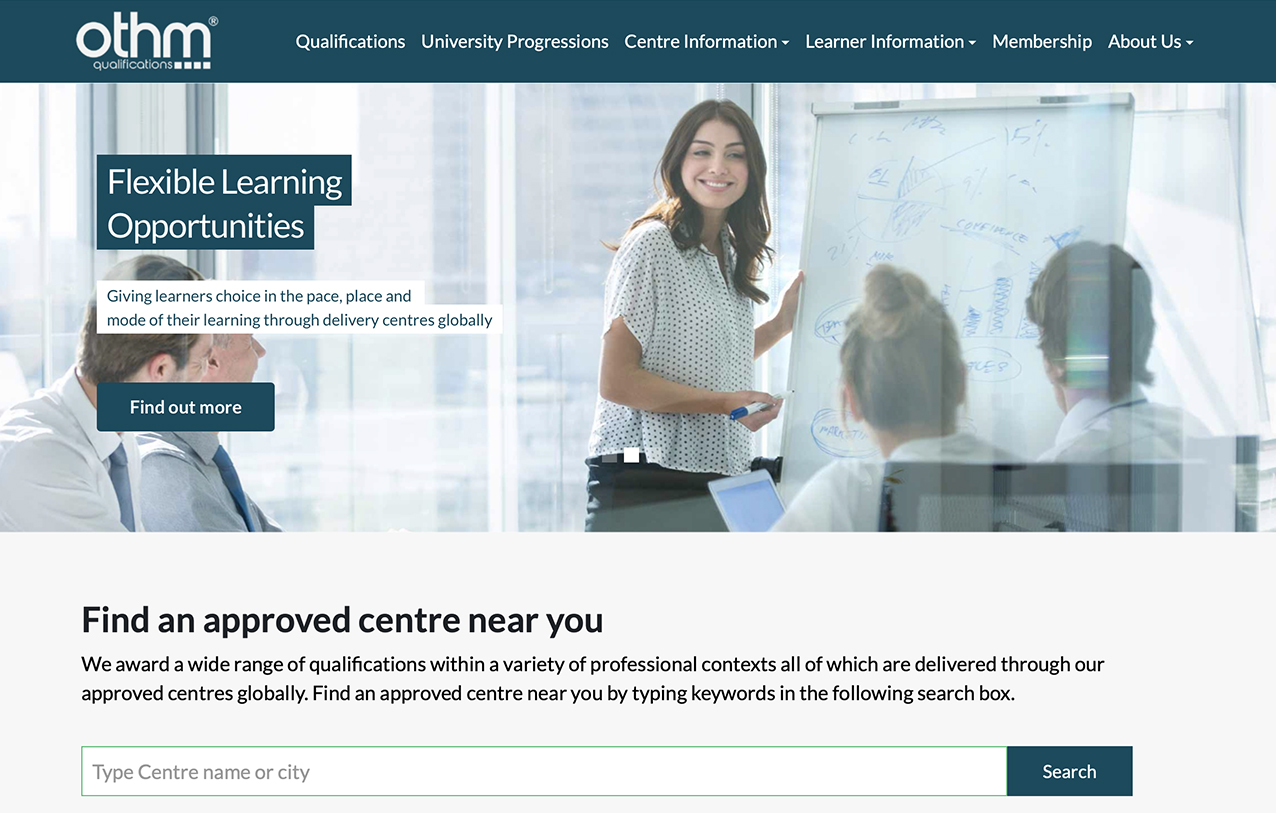 othm®
qualifications
Qualifications University Progressions Centre Information Learner Information Membership About Us
Flexible Learning
Opportunities
Giving learners choice in the pace, place and
mode of their learning through delivery centres globally
Find out more
CONFIDENCE
Find an approved centre near you
We award a wide range of qualifications within a variety of professional contexts all of which are delivered through our
approved centres globally. Find an approved centre near you by typing keywords in the following search box.
Type Centre name or city
Search